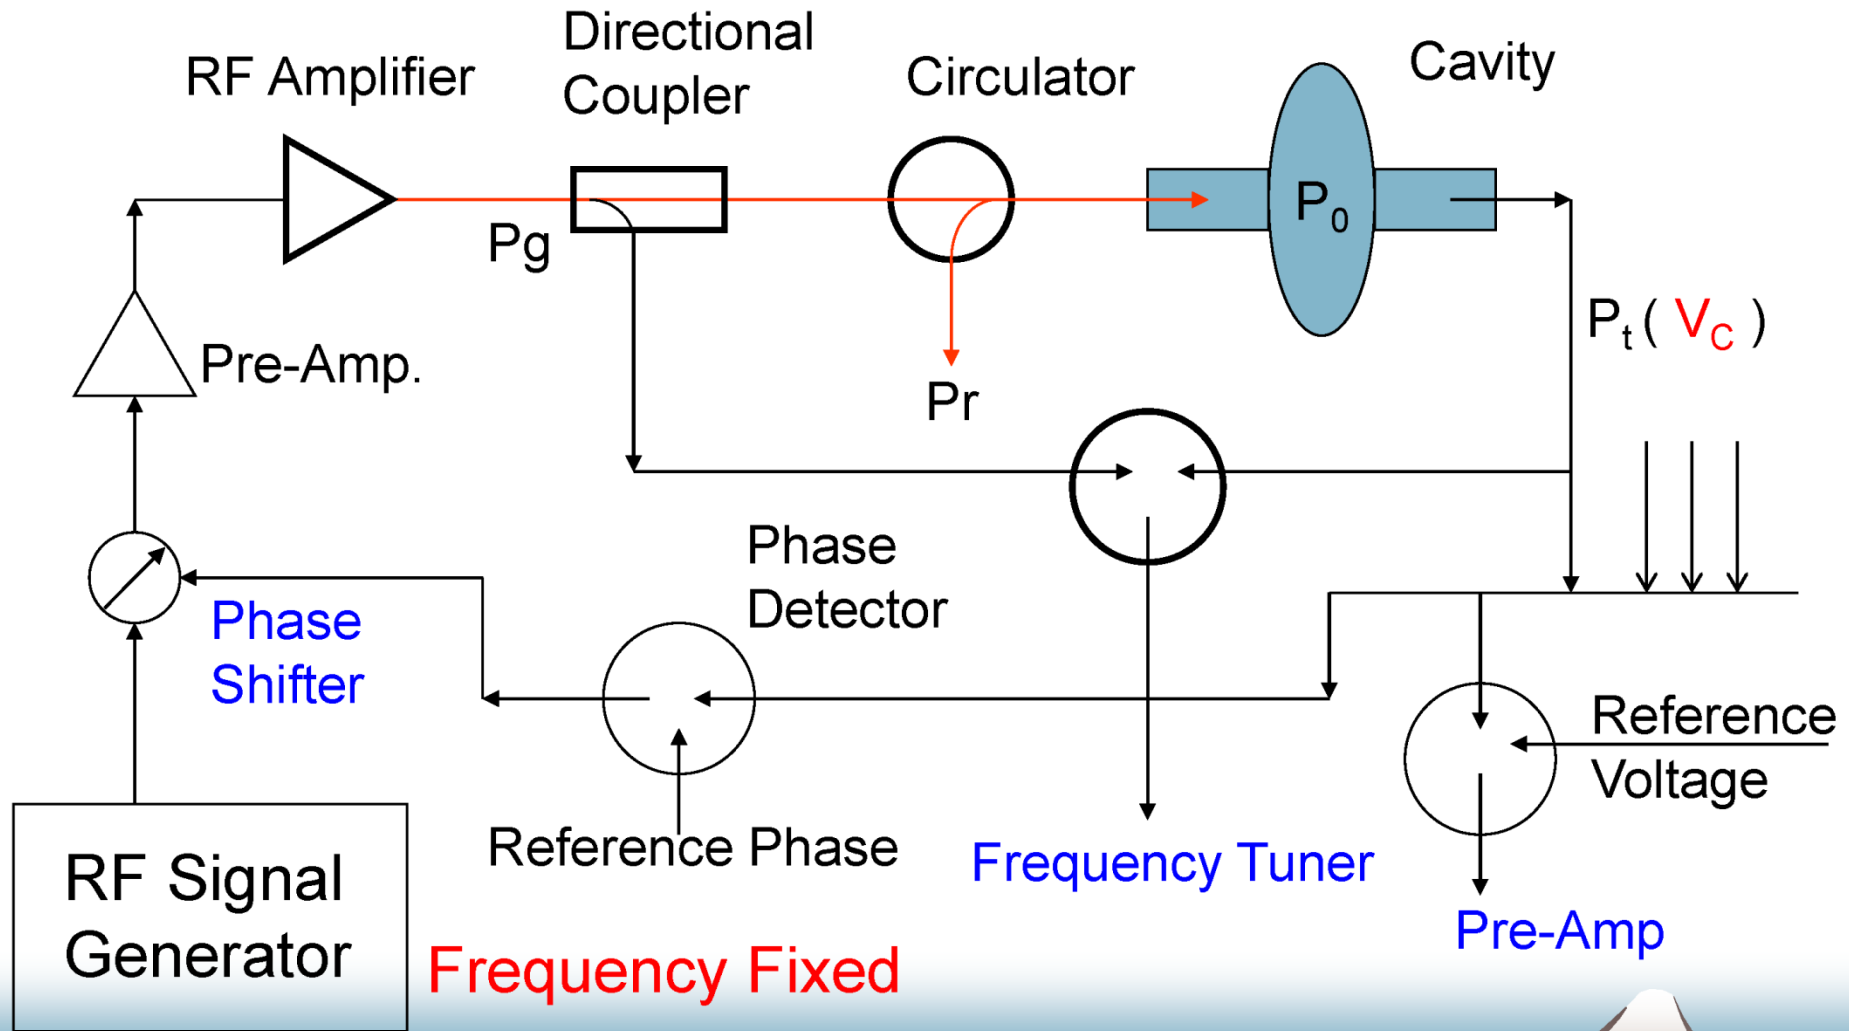 RF Amplifier
Directional
Coupler
Circulator
Cavity
Pg
P₀
Pₜ ( V_C )
Pre-Amp.
Pr
Phase
Detector
Phase
Shifter
Reference
Voltage
Reference Phase
Frequency Tuner
Pre-Amp
RF Signal
Generator
Frequency Fixed